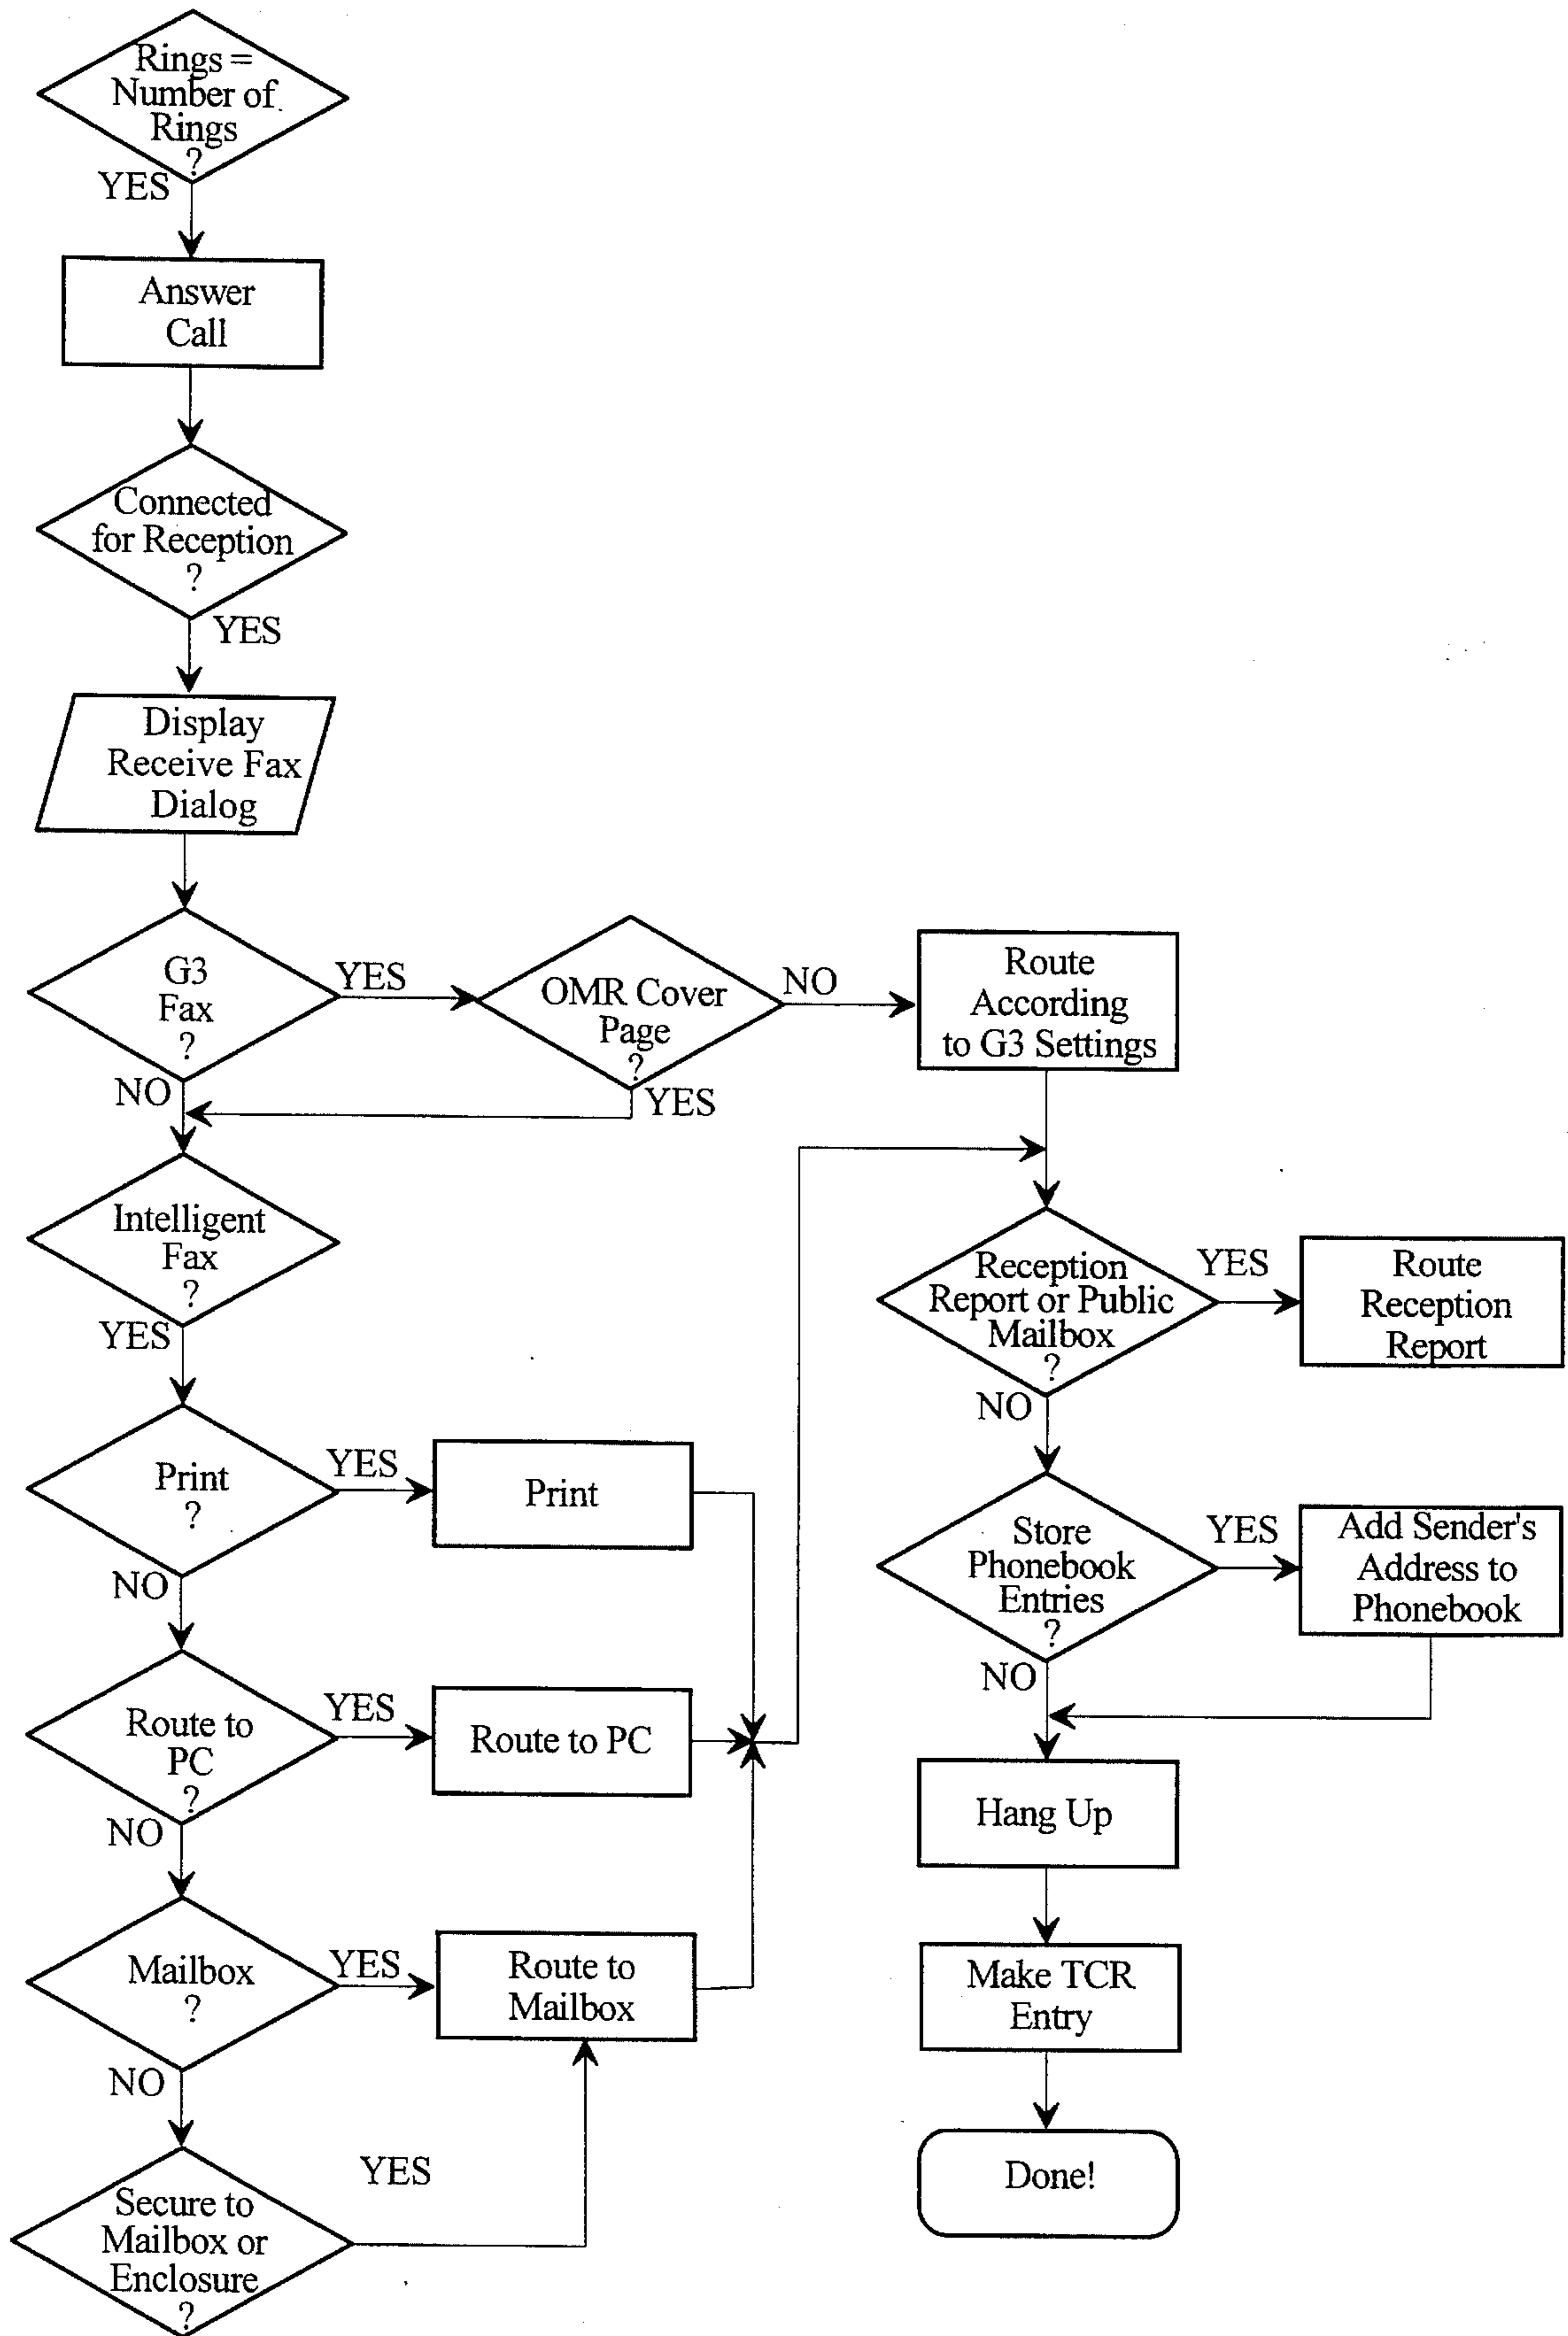 Rings =
Number of
Rings
?
YES
Answer
Call
Connected
for Reception
?
YES
Display
Receive Fax
Dialog
G3
Fax
?
YES
NO
OMR Cover
Page
?
NO
YES
Route
According
to G3 Settings
Intelligent
Fax
?
YES
Print
?
YES
NO
Print
Route to
PC
?
YES
NO
Route to PC
Mailbox
?
YES
NO
Route to
Mailbox
Secure to
Mailbox or
Enclosure
?
YES
Reception
Report or Public
Mailbox
?
YES
NO
Route
Reception
Report
Store
Phonebook
Entries
?
YES
NO
Add Sender's
Address to
Phonebook
Hang Up
Make TCR
Entry
Done!